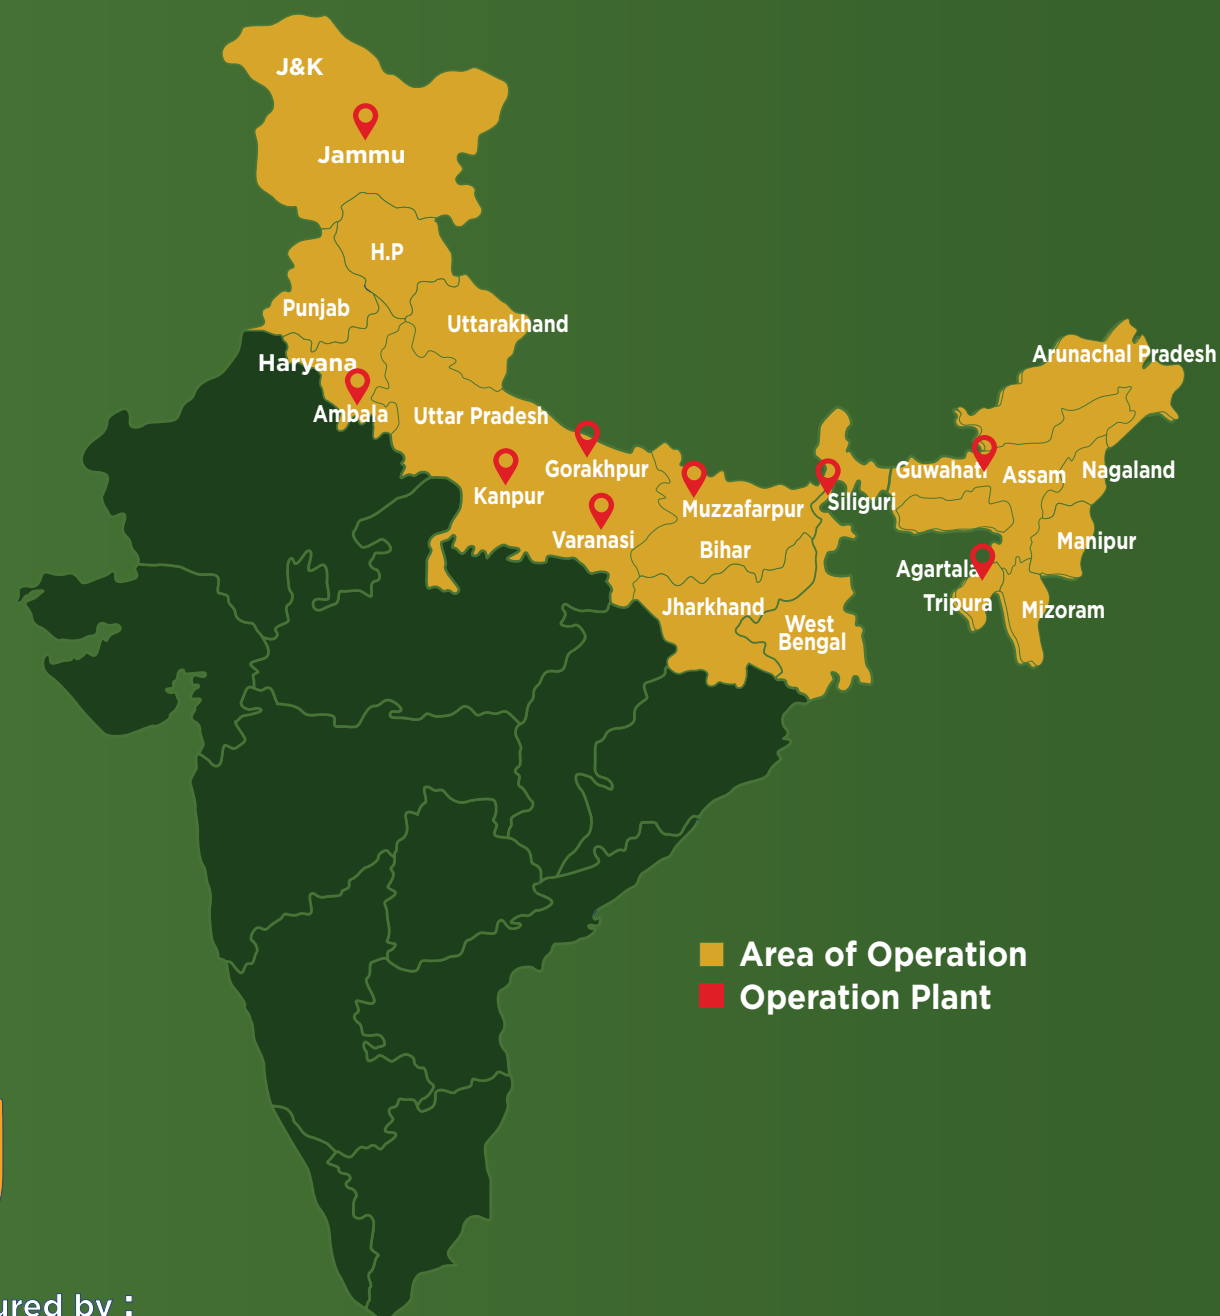 J&K
Jammu
H.P
Punjab
Uttarakhand
Haryana
Ambala
Uttar Pradesh
Gorakhpur
Kanpur
Varanasi
Muzzafarpur
Bihar
Jharkhand
West
Bengal
Siliguri
Arunachal Pradesh
Guwahati
Assam
Nagaland
Manipur
Agartala
Tripura
Mizoram
Area of Operation
Operation Plant
by :